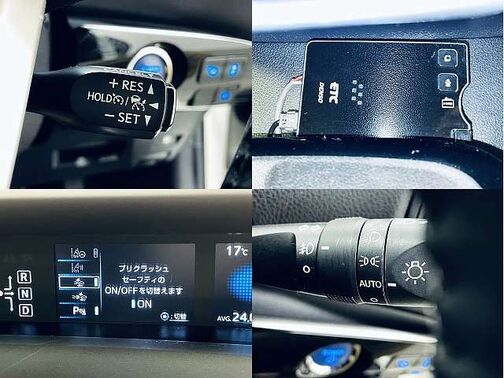 + RES
HOLD
- SET
ETC
プリクラッシュ
セーフティの
ON/OFFを切替えます
ON
:切替
17℃
AVG.24.
R
N
D
AUTO